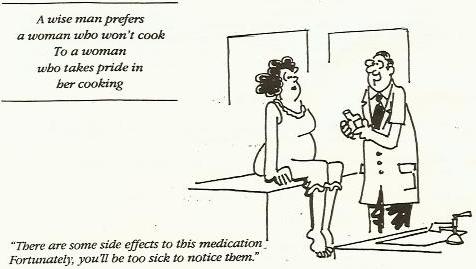 A wise man prefers
a woman who won't cook
To a woman
who takes pride in
her cooking
"There are some side effects to this medication
Fortunately, you'll be too sick to notice them."